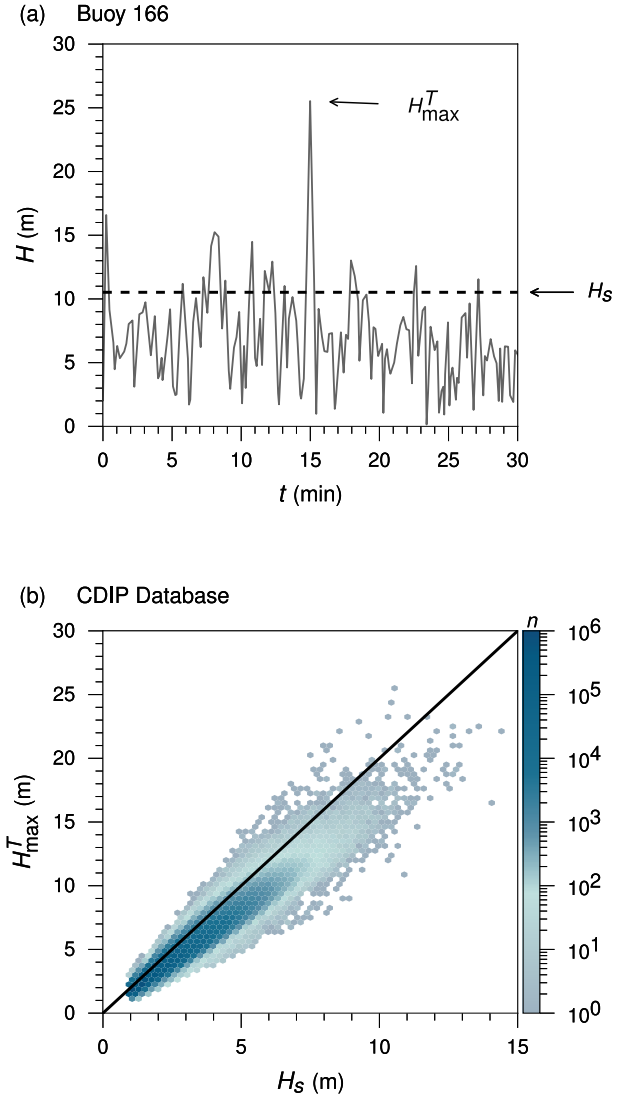 (a) Buoy 166
30
25
20
15
10
5
0
H (m)
H^T_max
H_s
0 5 10 15 20 25 30
t (min)
(b) CDIP Database
n
30
25
20
15
10
5
0
H^T_max (m)
10^6
10^5
10^4
10^3
10^2
10^1
10^0
0 5 10 15
H_s (m)